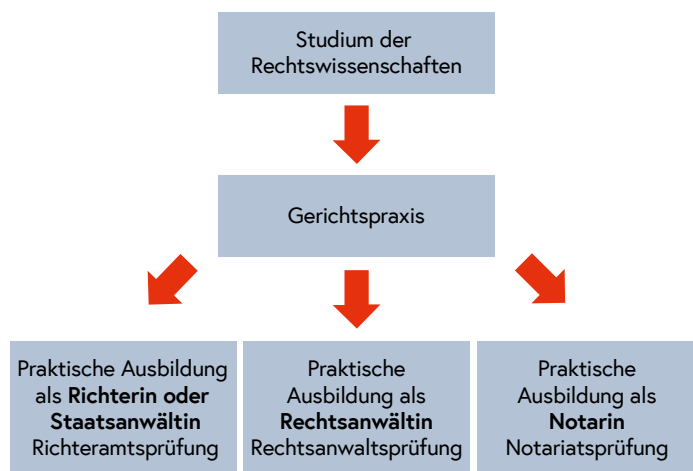 Studium der
Rechtswissenschaften
Gerichtspraxis
Praktische Ausbildung
als Richterin oder
Staatsanwältin
Richteramtsprüfung
Praktische
Ausbildung als
Rechtsanwältin
Rechtsanwaltsprüfung
Praktische
Ausbildung als
Notarin
Notariatsprüfung